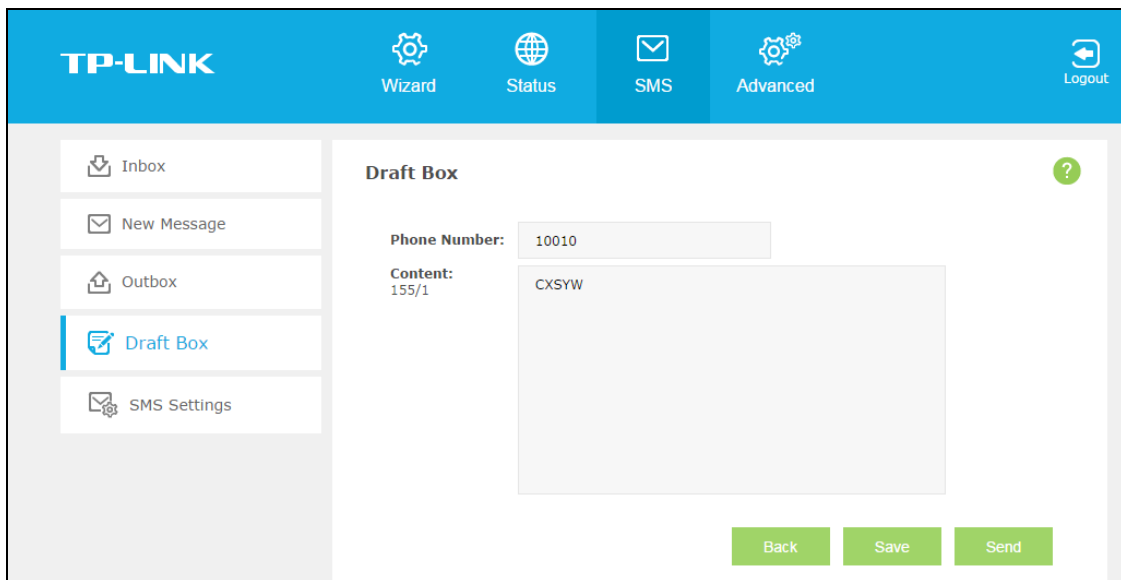 TP-LINK
Wizard
Status
SMS
Advanced
Logout
Inbox
New Message
Outbox
Draft Box
SMS Settings
Draft Box
?
Phone Number: 10010
Content: CXSYW
155/1
Back
Save
Send